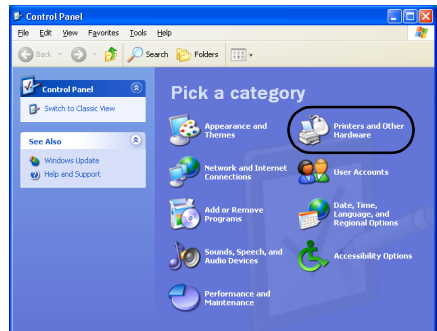 Control Panel
File Edit View Favorites Tools Help
Back Search Folders
Control Panel
Switch to Classic View
See Also
Windows Update
Help and Support
Pick a category
Appearance and
Themes
Printers and Other
Hardware
Network and Internet
Connections
User Accounts
Add or Remove
Programs
Date, Time,
Language, and
Regional Options
Sounds, Speech, and
Audio Devices
Accessibility Options
Performance and
Maintenance